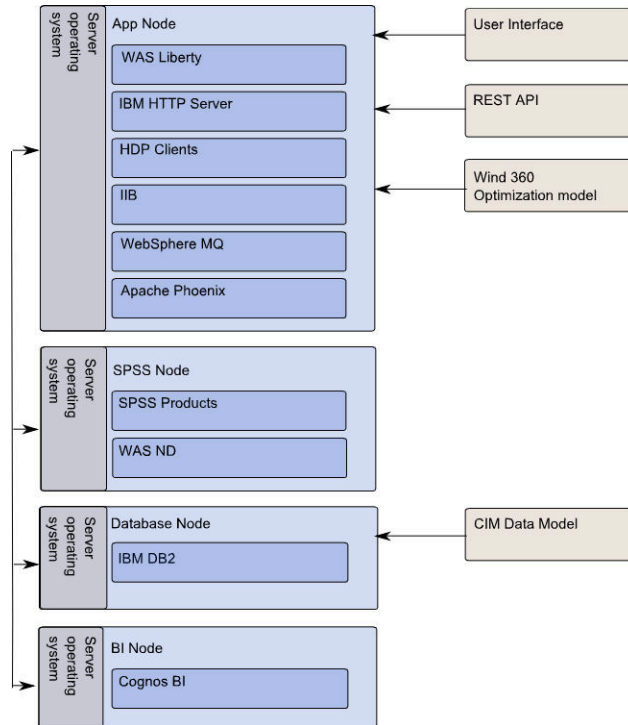 Server operating system
App Node
WAS Liberty
IBM HTTP Server
HDP Clients
IIB
WebSphere MQ
Apache Phoenix
User Interface
REST API
Wind 360
Optimization model
Server operating system
SPSS Node
SPSS Products
WAS ND
Server operating system
Database Node
IBM DB2
CIM Data Model
Server operating system
BI Node
Cognos BI